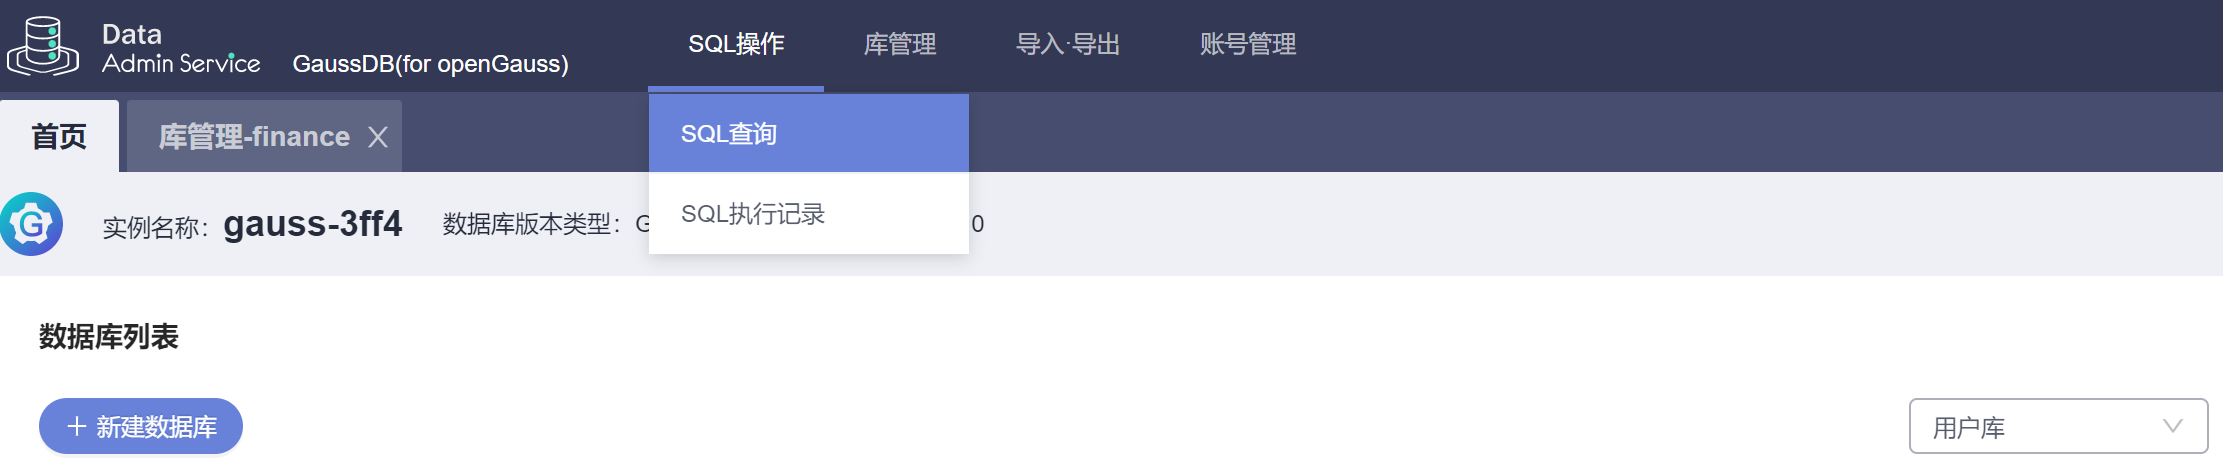 Data
Admin Service
GaussDB(for openGauss)
SQL操作
库管理
导入·导出
账号管理
首页
库管理-finance
SQL查询
SQL执行记录
实例名称：gauss-3ff4
数据库版本类型：G
0
数据库列表
新建数据库
用户库